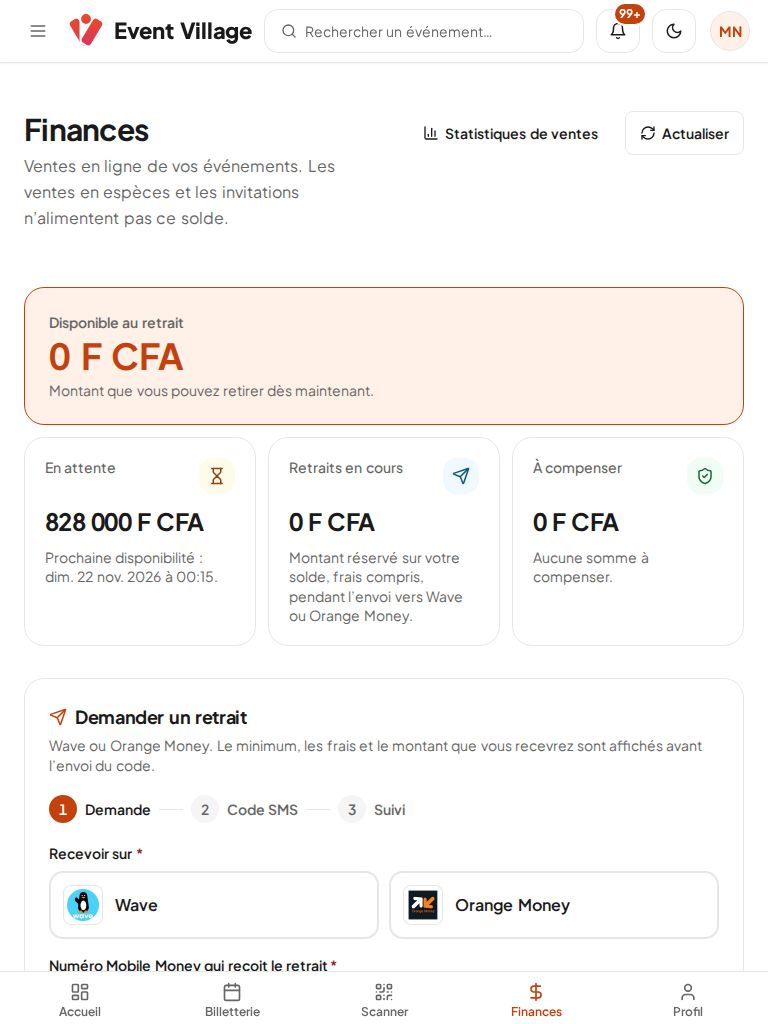 Event Village
Rechercher un événement…
99+
MN
Finances
Statistiques de ventes
Actualiser
Ventes en ligne de vos événements. Les
ventes en espèces et les invitations
n’alimentent pas ce solde.
Disponible au retrait
0 F CFA
Montant que vous pouvez retirer dès maintenant.
En attente
828 000 F CFA
Prochaine disponibilité :
dim. 22 nov. 2026 à 00:15.
Retraits en cours
0 F CFA
Montant réservé sur votre
solde, frais compris,
pendant l’envoi vers Wave
ou Orange Money.
À compenser
0 F CFA
Aucune somme à
compenser.
Demander un retrait
Wave ou Orange Money. Le minimum, les frais et le montant que vous recevrez sont affichés avant
l’envoi du code.
1 Demande
2 Code SMS
3 Suivi
Recevoir sur *
wave
Wave
Orange Money
Numéro Mobile Money qui reçoit le retrait *
Accueil
Billetterie
Scanner
Finances
Profil